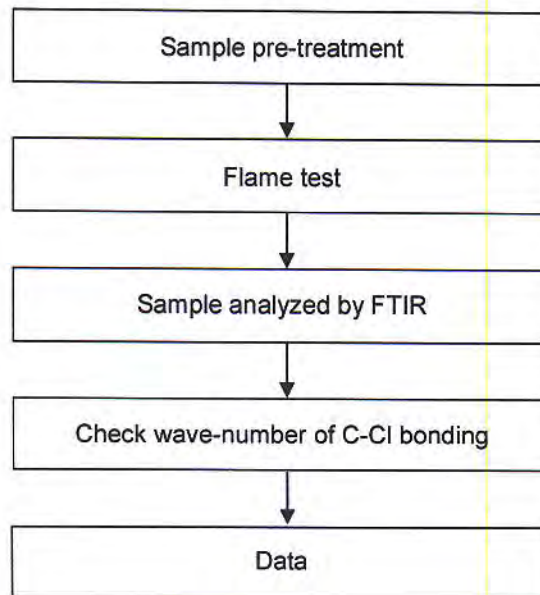 Sample pre-treatment
Flame test
Sample analyzed by FTIR
Check wave-number of C-Cl bonding
Data